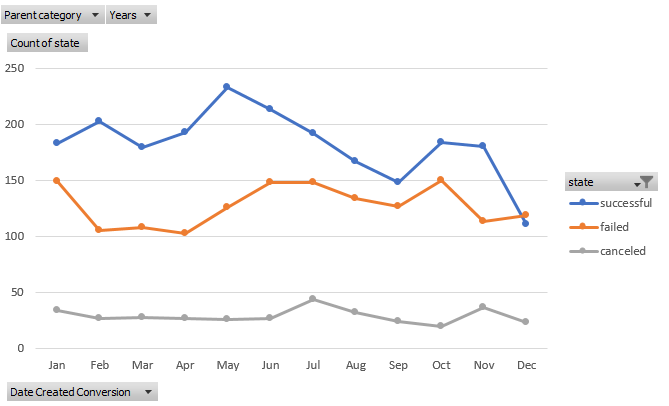 Parent category Years
Count of state
250
200
150
100
50
0
Jan Feb Mar Apr May Jun Jul Aug Sep Oct Nov Dec
state
successful
failed
canceled
Date Created Conversion